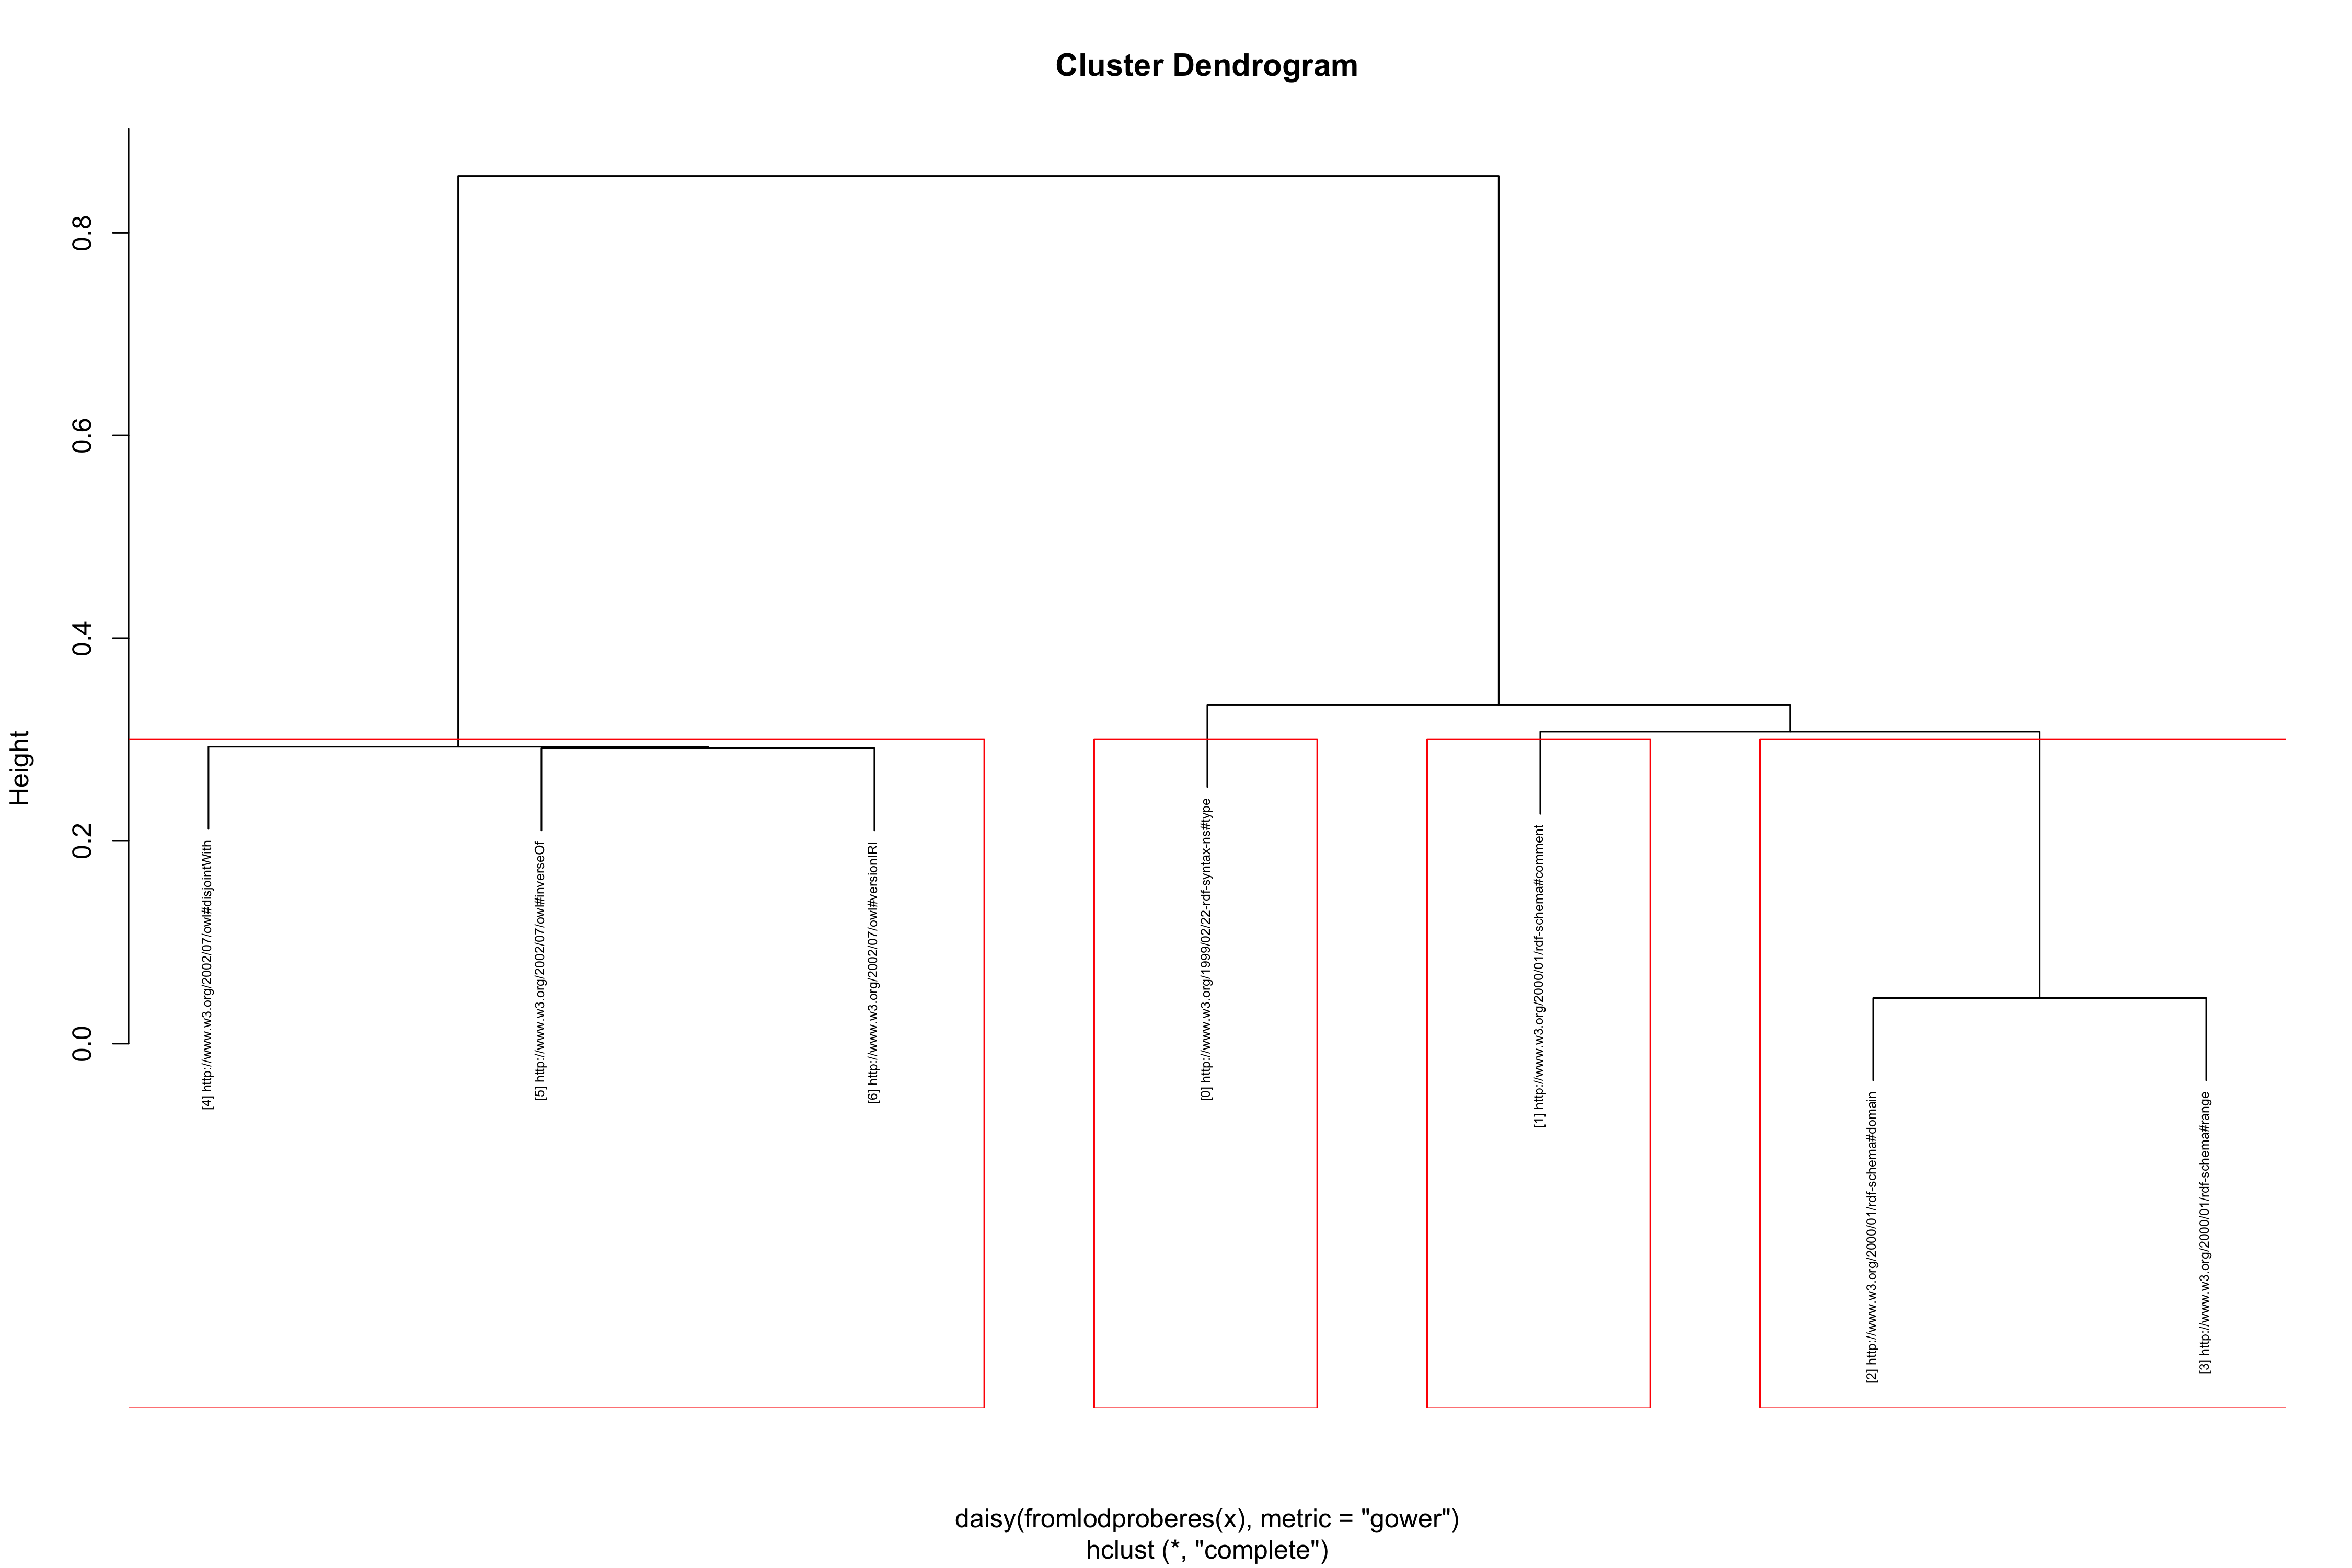 Cluster Dendrogram
Height
0.8
0.6
0.4
0.2
0.0
[4] http://www.w3.org/2002/07/owl#disjointWith
[5] http://www.w3.org/2002/07/owl#inverseOf
[6] http://www.w3.org/2002/07/owl#versionIRI
[0] http://www.w3.org/1999/02/22-rdf-syntax-ns#type
[1] http://www.w3.org/2000/01/rdf-schema#comment
[2] http://www.w3.org/2000/01/rdf-schema#domain
[3] http://www.w3.org/2000/01/rdf-schema#range
daisy(fromlodproberes(x), metric = "gower")
hclust (*, "complete")